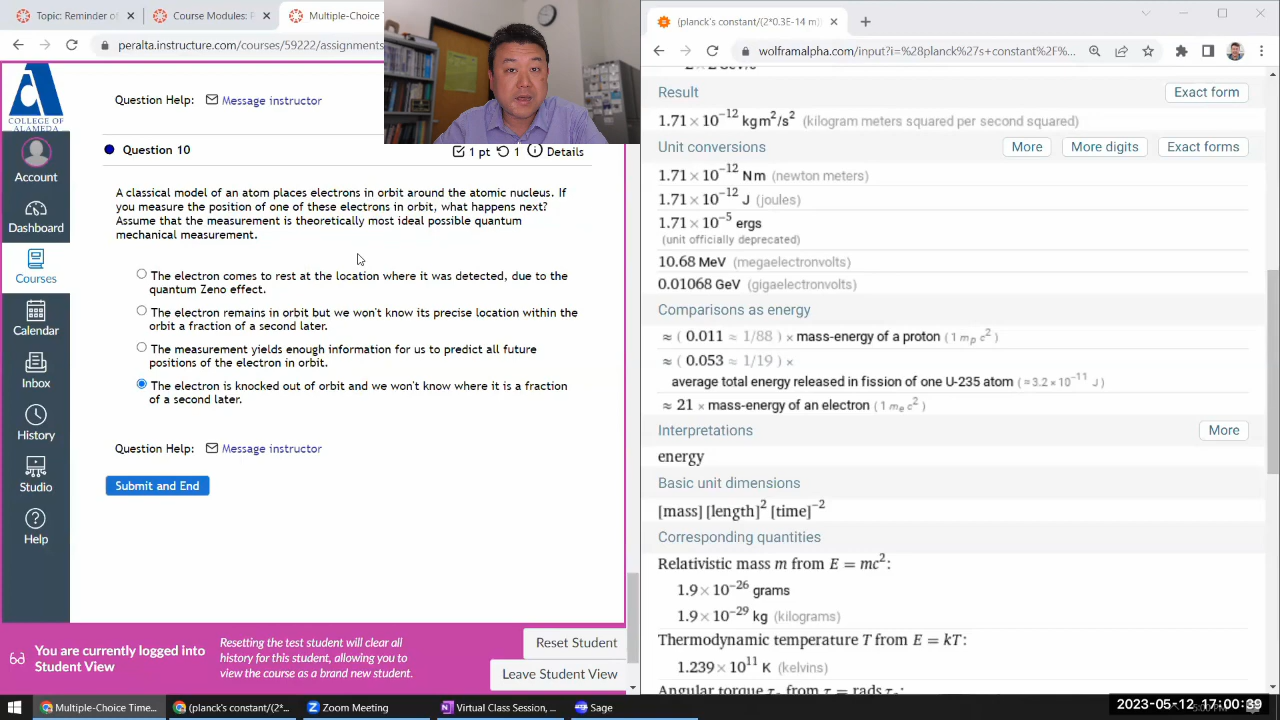 Topic Reminder F
Course Modules: P
Multiple-Choice
peralta.instructure.com/courses/59222/assignments
(planck's constant/(2*0.3E-14 m
wolframalpha.com/input?i=%28planck%27s+constant%2F%...
COLLEGE OF
ALAMEDA
Account
Dashboard
Courses
Calendar
Inbox
History
Studio
Help
Question Help: Message instructor
Question 10
1 pt 1 Details
A classical model of an atom places electrons in orbit around the atomic nucleus. If
you measure the position of one of these electrons in orbit, what happens next?
Assume that the measurement is theoretically most ideal possible quantum
mechanical measurement.
The electron comes to rest at the location where it was detected, due to the
quantum Zeno effect.
The electron remains in orbit but we won't know its precise location within the
orbit a fraction of a second later.
The measurement yields enough information for us to predict all future
positions of the electron in orbit.
The electron is knocked out of orbit and we won't know where it is a fraction
of a second later.
Question Help: Message instructor
Submit and End
You are currently logged into
Student View
Resetting the test student will clear all
history for this student, allowing you to
view the course as a brand new student.
Reset Student
Leave Student View
Result
Exact form
1.71 × 10⁻¹² kg m²/s² (kilogram meters squared per second squared)
Unit conversions
More
More digits
Exact forms
1.71 × 10⁻¹² N m (newton meters)
1.71 × 10⁻¹² J (joules)
1.71 × 10⁻⁵ ergs
(unit officially deprecated)
10.68 MeV (megaelectronvolts)
0.01068 GeV (gigaelectronvolts)
Comparisons as energy
≈ ( 0.011 ≈ 1/88 ) × mass-energy of a proton ( 1 mₚ c² )
≈ ( 0.053 ≈ 1/19 ) ×
average total energy released in fission of one U-235 atom ( ≈ 3.2 × 10⁻¹¹ J )
≈ 21 × mass-energy of an electron ( 1 mₑ c² )
Interpretations
More
energy
Basic unit dimensions
[mass] [length]² [time]⁻²
Corresponding quantities
Relativistic mass m from E = mc²:
1.9 × 10⁻²⁶ grams
1.9 × 10⁻²⁹ kg (kilograms)
Thermodynamic temperature T from E = kT:
1.239 × 10¹¹ K (kelvins)
Angular torque τ from τ = rads
Multiple-Choice Time...
(planck's constant/(2*...
Zoom Meeting
Virtual Class Session, ...
Sage
2023-05-12 17:00:39